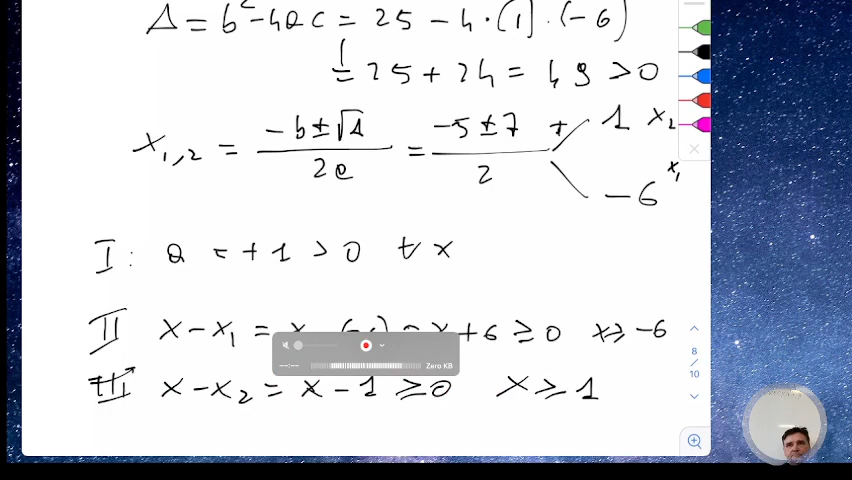 Δ = b² - 4ac = 25 - 4 · (1) · (-6)
= 25 + 24 = 49 > 0
x₁,₂ = (-b ± √Δ) / 2a = (-5 ± 7) / 2 + 1 x₂
-6 x₁
I: a = +1 > 0 ∀ x
II x - x₁ = x + 6 ≥ 0 x ≥ -6
III x - x₂ = x - 1 ≥ 0 x ≥ 1
--:-- Zero KB
8
/
10